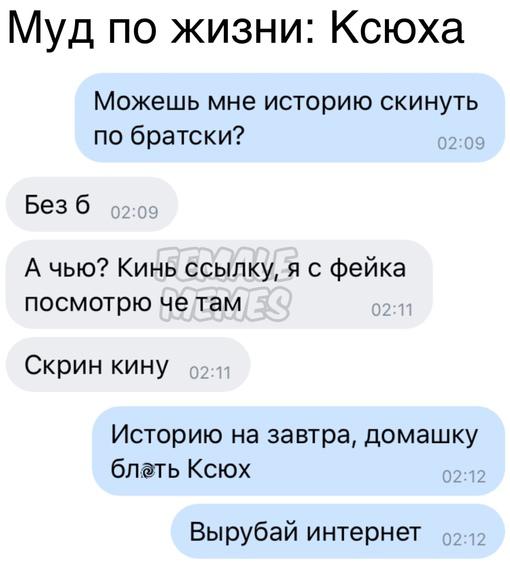 Муд по жизни: Ксюха
Можешь мне историю скинуть
по братски?
02:09
Без б
02:09
А чью? Кинь ссылку, я с фейка
посмотрю че там
02:11
FEMALE
MEMES
Скрин кину
02:11
Историю на завтра, домашку
бл@ть Ксюх
02:12
Вырубай интернет
02:12